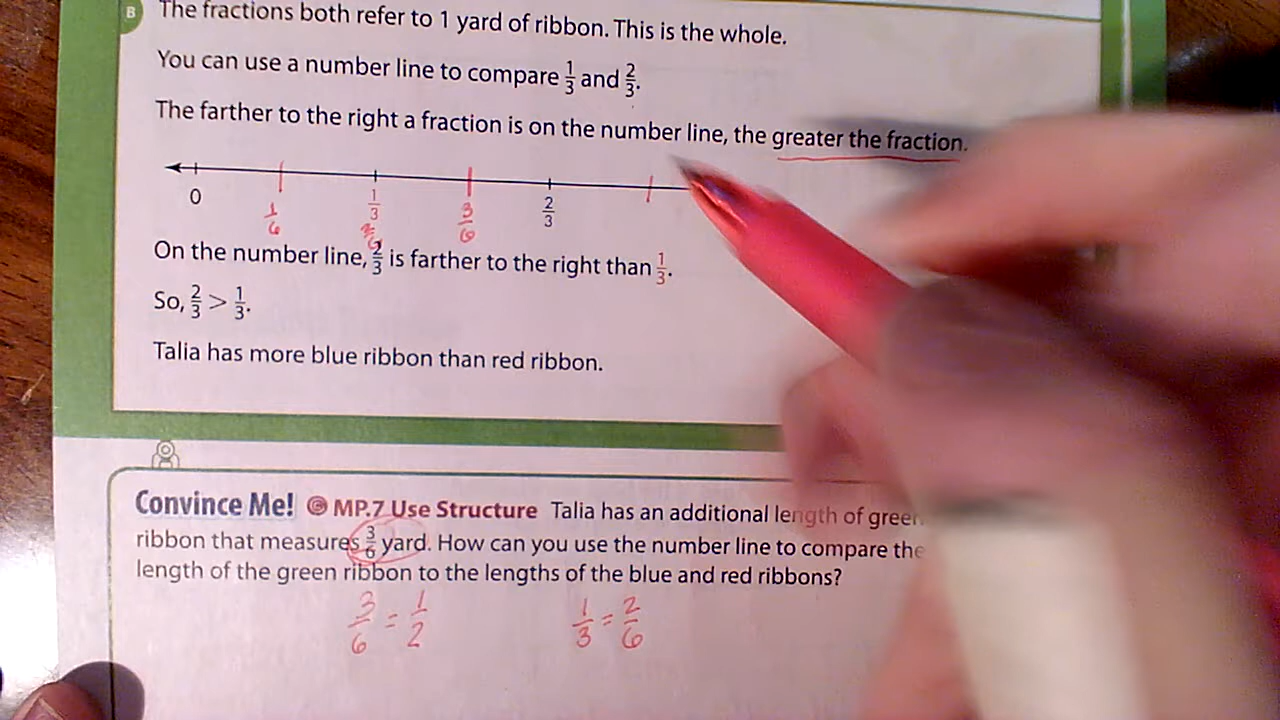 B The fractions both refer to 1 yard of ribbon. This is the whole.
You can use a number line to compare 1/3 and 2/3.
The farther to the right a fraction is on the number line, the greater the fraction.
0 1/6 1/3 3/6 2/3
2/6
On the number line, 2/3 is farther to the right than 1/3.
So, 2/3 > 1/3.
Talia has more blue ribbon than red ribbon.
Convince Me! MP.7 Use Structure Talia has an additional length of green
ribbon that measures 3/6 yard. How can you use the number line to compare the
length of the green ribbon to the lengths of the blue and red ribbons?
3/6 = 1/2 1/3 = 2/6